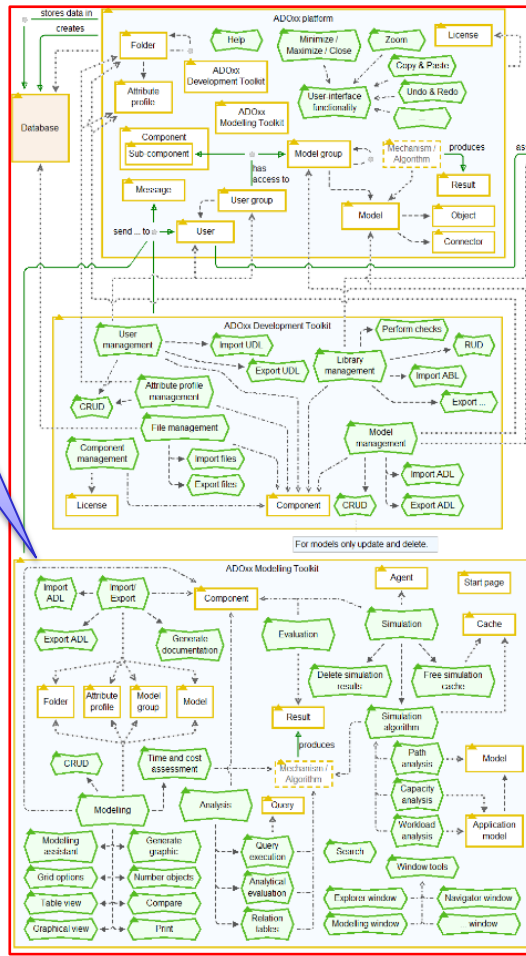 stores data in
creates
Database
ADOxx platform
Folder
Attribute
profile
ADOxx
Development Toolkit
Help
Minimize /
Maximize / Close
Zoom
License
Copy & Paste
Undo & Redo
...
User-interface
functionality
ADOxx
Modelling Toolkit
Component
Sub-component
Model group
Mechanism /
Algorithm
produces
Result
as
has
access to
Message
User group
User
send ... to
Model
Object
Connector
ADOxx Development Toolkit
User
management
Import UDL
Export UDL
Perform checks
Library
management
RUD
Import ABL
Export ...
Attribute profile
management
CRUD
File management
Component
management
Import files
Export files
Model
management
Import ADL
Export ADL
License
Component
CRUD
For models only update and delete.
ADOxx Modelling Toolkit
Import
ADL
Import/
Export
Component
Agent
Start page
Export ADL
Generate
documentation
Evaluation
Simulation
Cache
Delete simulation
results
Free simulation
cache
Folder
Attribute
profile
Model
group
Model
Result
Simulation
algorithm
produces
CRUD
Time and cost
assessment
Mechanism /
Algorithm
Path
analysis
Model
Modelling
Analysis
Query
Capacity
analysis
Workload
analysis
Application
model
Modelling
assistant
Generate
graphic
Query
execution
Search
Window tools
Grid options
Number objects
Analytical
evaluation
Table view
Compare
Explorer window
Navigator window
Graphical view
Print
Relation
tables
Modelling window
window